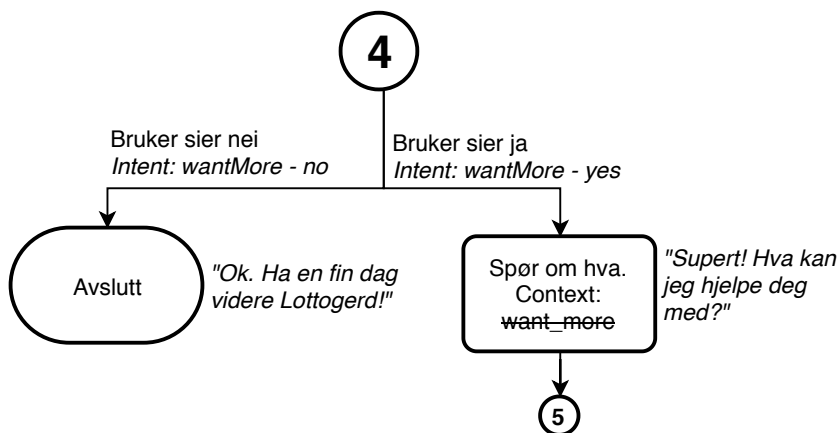 4
Bruker sier nei
Intent: wantMore - no
Bruker sier ja
Intent: wantMore - yes
Avslutt
"Ok. Ha en fin dag
videre Lottogerd!"
Spør om hva.
Context:
want_more
"Supert! Hva kan
jeg hjelpe deg
med?"
5